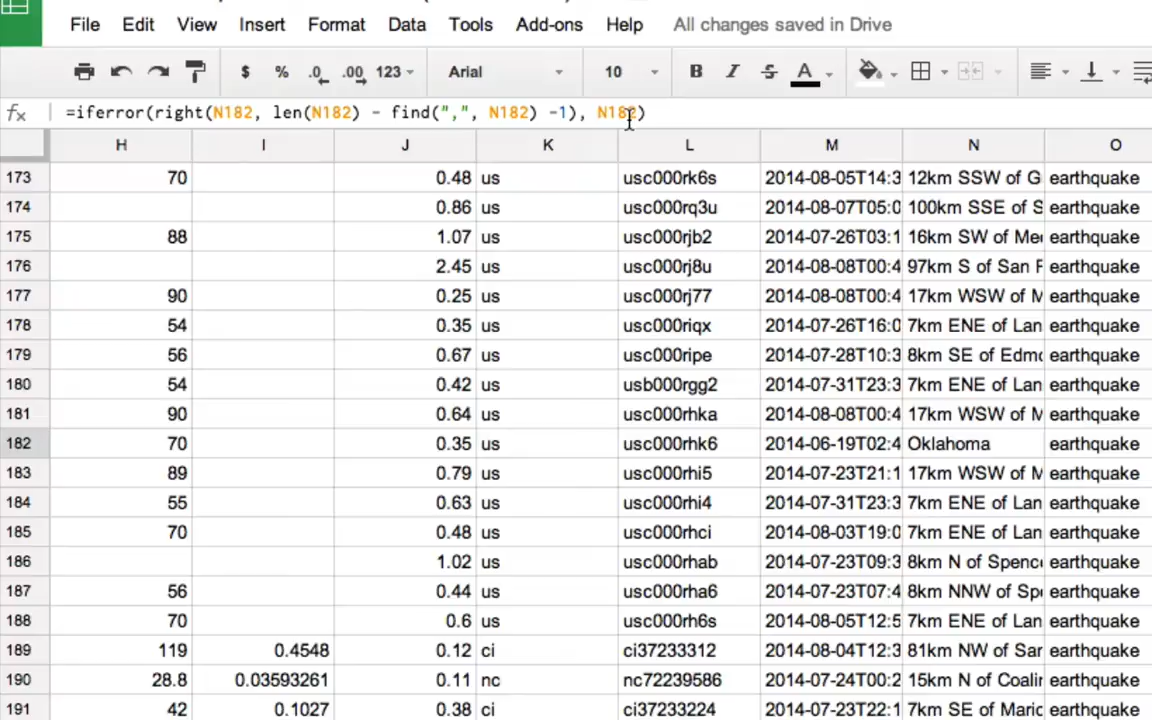 File Edit View Insert Format Data Tools Add-ons Help All changes saved in Drive
$ % .0 .00 123 Arial 10 B I S A
fx =iferror(right(N182, len(N182) - find(",", N182) -1), N182)
H I J K L M N O
173 70 0.48 us usc000rk6s 2014-08-05T14:3 12km SSW of G earthquake
174 0.86 us usc000rq3u 2014-08-07T05:0 100km SSE of S earthquake
175 88 1.07 us usc000rjb2 2014-07-26T03:1 16km SW of Me earthquake
176 2.45 us usc000rj8u 2014-08-08T00:4 97km S of San F earthquake
177 90 0.25 us usc000rj77 2014-08-08T00:4 17km WSW of M earthquake
178 54 0.35 us usc000riqx 2014-07-26T16:0 7km ENE of Lan earthquake
179 56 0.67 us usc000ripe 2014-07-28T10:3 8km SE of Edmo earthquake
180 54 0.42 us usb000rgg2 2014-07-31T23:3 7km ENE of Lan earthquake
181 90 0.64 us usc000rhka 2014-08-08T00:4 17km WSW of M earthquake
182 70 0.35 us usc000rhk6 2014-06-19T02:4 Oklahoma earthquake
183 89 0.79 us usc000rhi5 2014-07-23T21:1 17km WSW of M earthquake
184 55 0.63 us usc000rhi4 2014-07-31T23:3 7km ENE of Lan earthquake
185 70 0.48 us usc000rhci 2014-08-03T19:0 7km ENE of Lan earthquake
186 1.02 us usc000rhab 2014-07-23T09:3 8km N of Spenc earthquake
187 56 0.44 us usc000rha6 2014-07-23T07:4 8km NNW of Sp earthquake
188 70 0.6 us usc000rh6s 2014-08-05T12:5 7km ENE of Lan earthquake
189 119 0.4548 0.12 ci ci37233312 2014-08-04T12:3 81km NW of Sar earthquake
190 28.8 0.03593261 0.11 nc nc72239586 2014-07-24T00:2 15km N of Coalin earthquake
191 42 0.1027 0.38 ci ci37233224 2014-07-23T22:1 7km SE of Maric earthquake